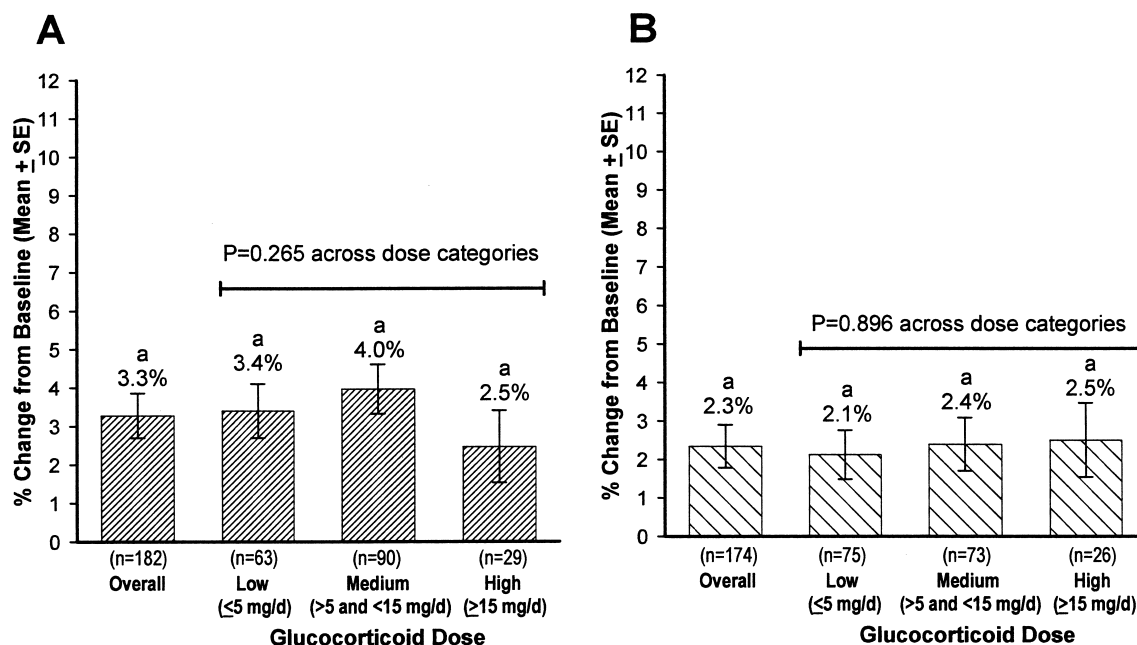 A
% Change from Baseline (Mean ± SE)
12
11
10
9
8
7
6
5
4
3
2
1
0
P=0.265 across dose categories
a
3.3%
a
3.4%
a
4.0%
a
2.5%
(n=182)
Overall
(n=63)
Low
(≤5 mg/d)
(n=90)
Medium
(>5 and <15 mg/d)
(n=29)
High
(≥15 mg/d)
Glucocorticoid Dose
B
% Change from Baseline (Mean ± SE)
12
11
10
9
8
7
6
5
4
3
2
1
0
P=0.896 across dose categories
a
2.3%
a
2.1%
a
2.4%
a
2.5%
(n=174)
Overall
(n=75)
Low
(≤5 mg/d)
(n=73)
Medium
(>5 and <15 mg/d)
(n=26)
High
(≥15 mg/d)
Glucocorticoid Dose